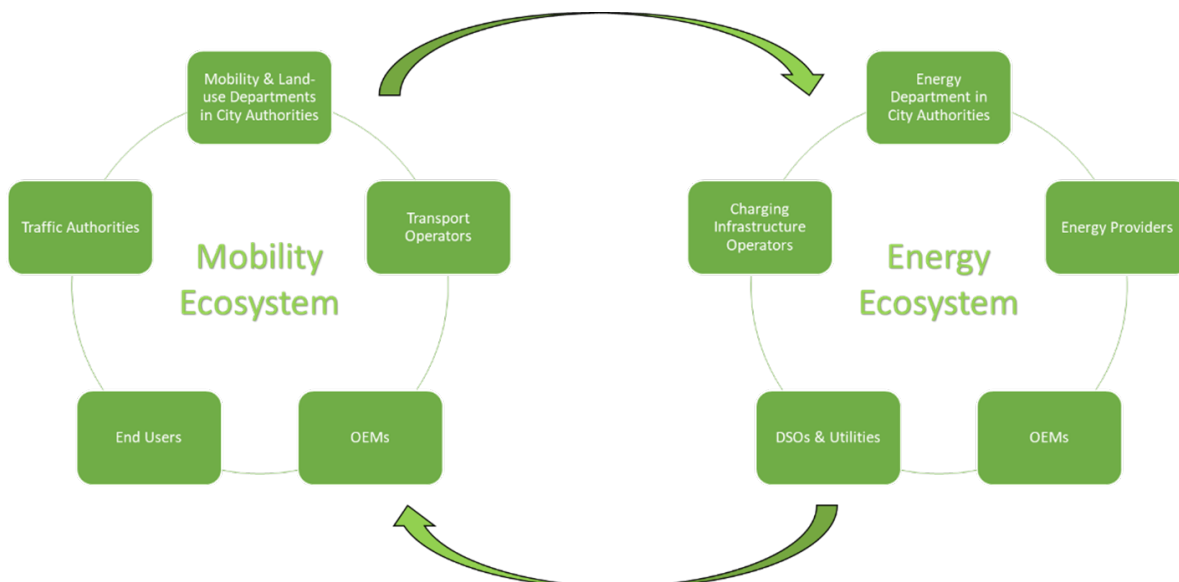 Mobility & Land-
use Departments
in City Authorities
Traffic Authorities
Transport
Operators
Mobility
Ecosystem
End Users
OEMs
Energy
Department in
City Authorities
Charging
Infrastructure
Operators
Energy Providers
Energy
Ecosystem
DSOs & Utilities
OEMs